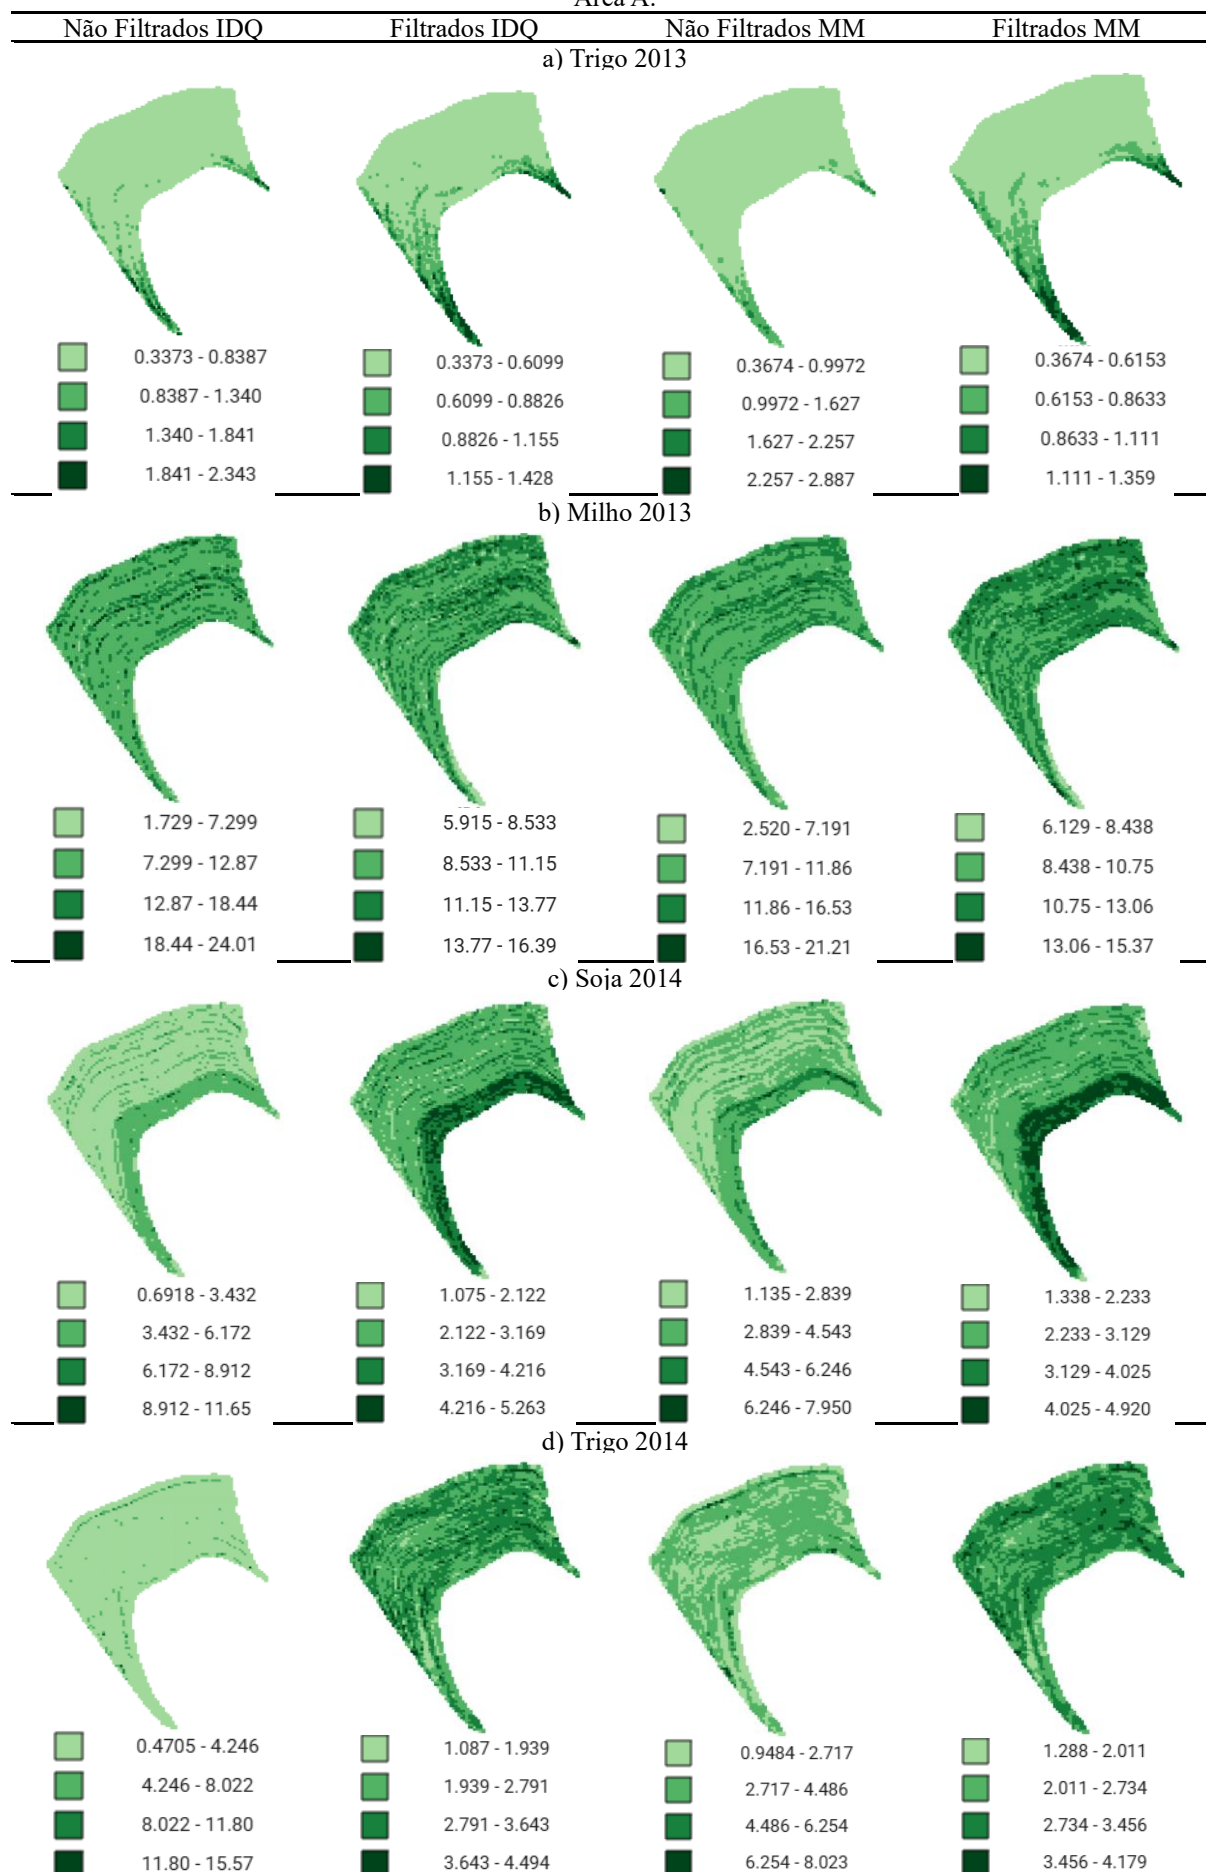 Área A.
Não Filtrados IDQ Filtrados IDQ Não Filtrados MM Filtrados MM
a) Trigo 2013
0.3373 - 0.8387 0.3373 - 0.6099 0.3674 - 0.9972 0.3674 - 0.6153
0.8387 - 1.340 0.6099 - 0.8826 0.9972 - 1.627 0.6153 - 0.8633
1.340 - 1.841 0.8826 - 1.155 1.627 - 2.257 0.8633 - 1.111
1.841 - 2.343 1.155 - 1.428 2.257 - 2.887 1.111 - 1.359
b) Milho 2013
1.729 - 7.299 5.915 - 8.533 2.520 - 7.191 6.129 - 8.438
7.299 - 12.87 8.533 - 11.15 7.191 - 11.86 8.438 - 10.75
12.87 - 18.44 11.15 - 13.77 11.86 - 16.53 10.75 - 13.06
18.44 - 24.01 13.77 - 16.39 16.53 - 21.21 13.06 - 15.37
c) Soja 2014
0.6918 - 3.432 1.075 - 2.122 1.135 - 2.839 1.338 - 2.233
3.432 - 6.172 2.122 - 3.169 2.839 - 4.543 2.233 - 3.129
6.172 - 8.912 3.169 - 4.216 4.543 - 6.246 3.129 - 4.025
8.912 - 11.65 4.216 - 5.263 6.246 - 7.950 4.025 - 4.920
d) Trigo 2014
0.4705 - 4.246 1.087 - 1.939 0.9484 - 2.717 1.288 - 2.011
4.246 - 8.022 1.939 - 2.791 2.717 - 4.486 2.011 - 2.734
8.022 - 11.80 2.791 - 3.643 4.486 - 6.254 2.734 - 3.456
11.80 - 15.57 3.643 - 4.494 6.254 - 8.023 3.456 - 4.179